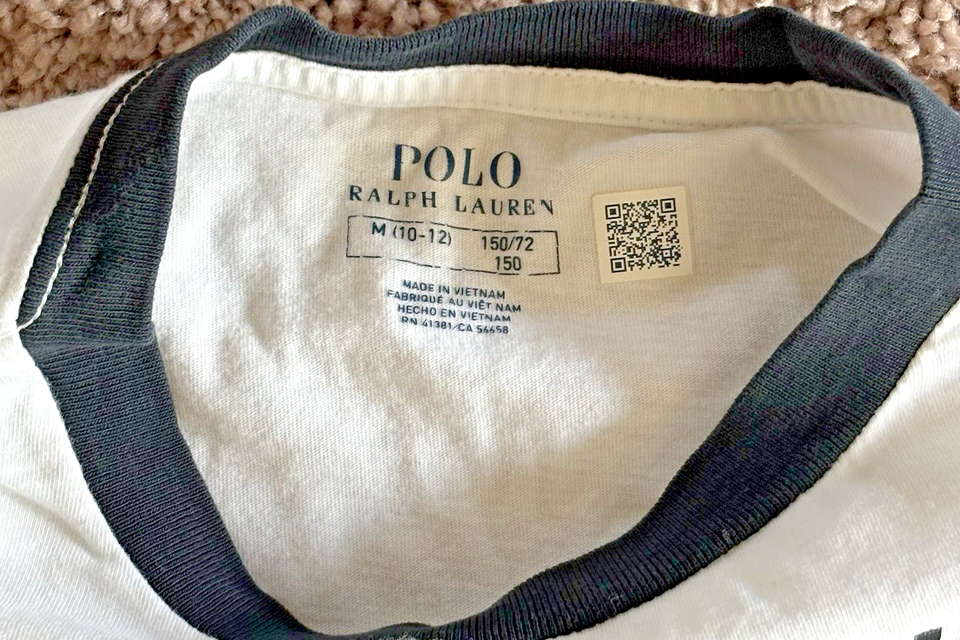 POLO
RALPH LAUREN
M (10-12) 150/72
150
MADE IN VIETNAM
FABRIQUÉ AU VIÊT NAM
HECHO EN VIETNAM
RN 41381/CA 56658